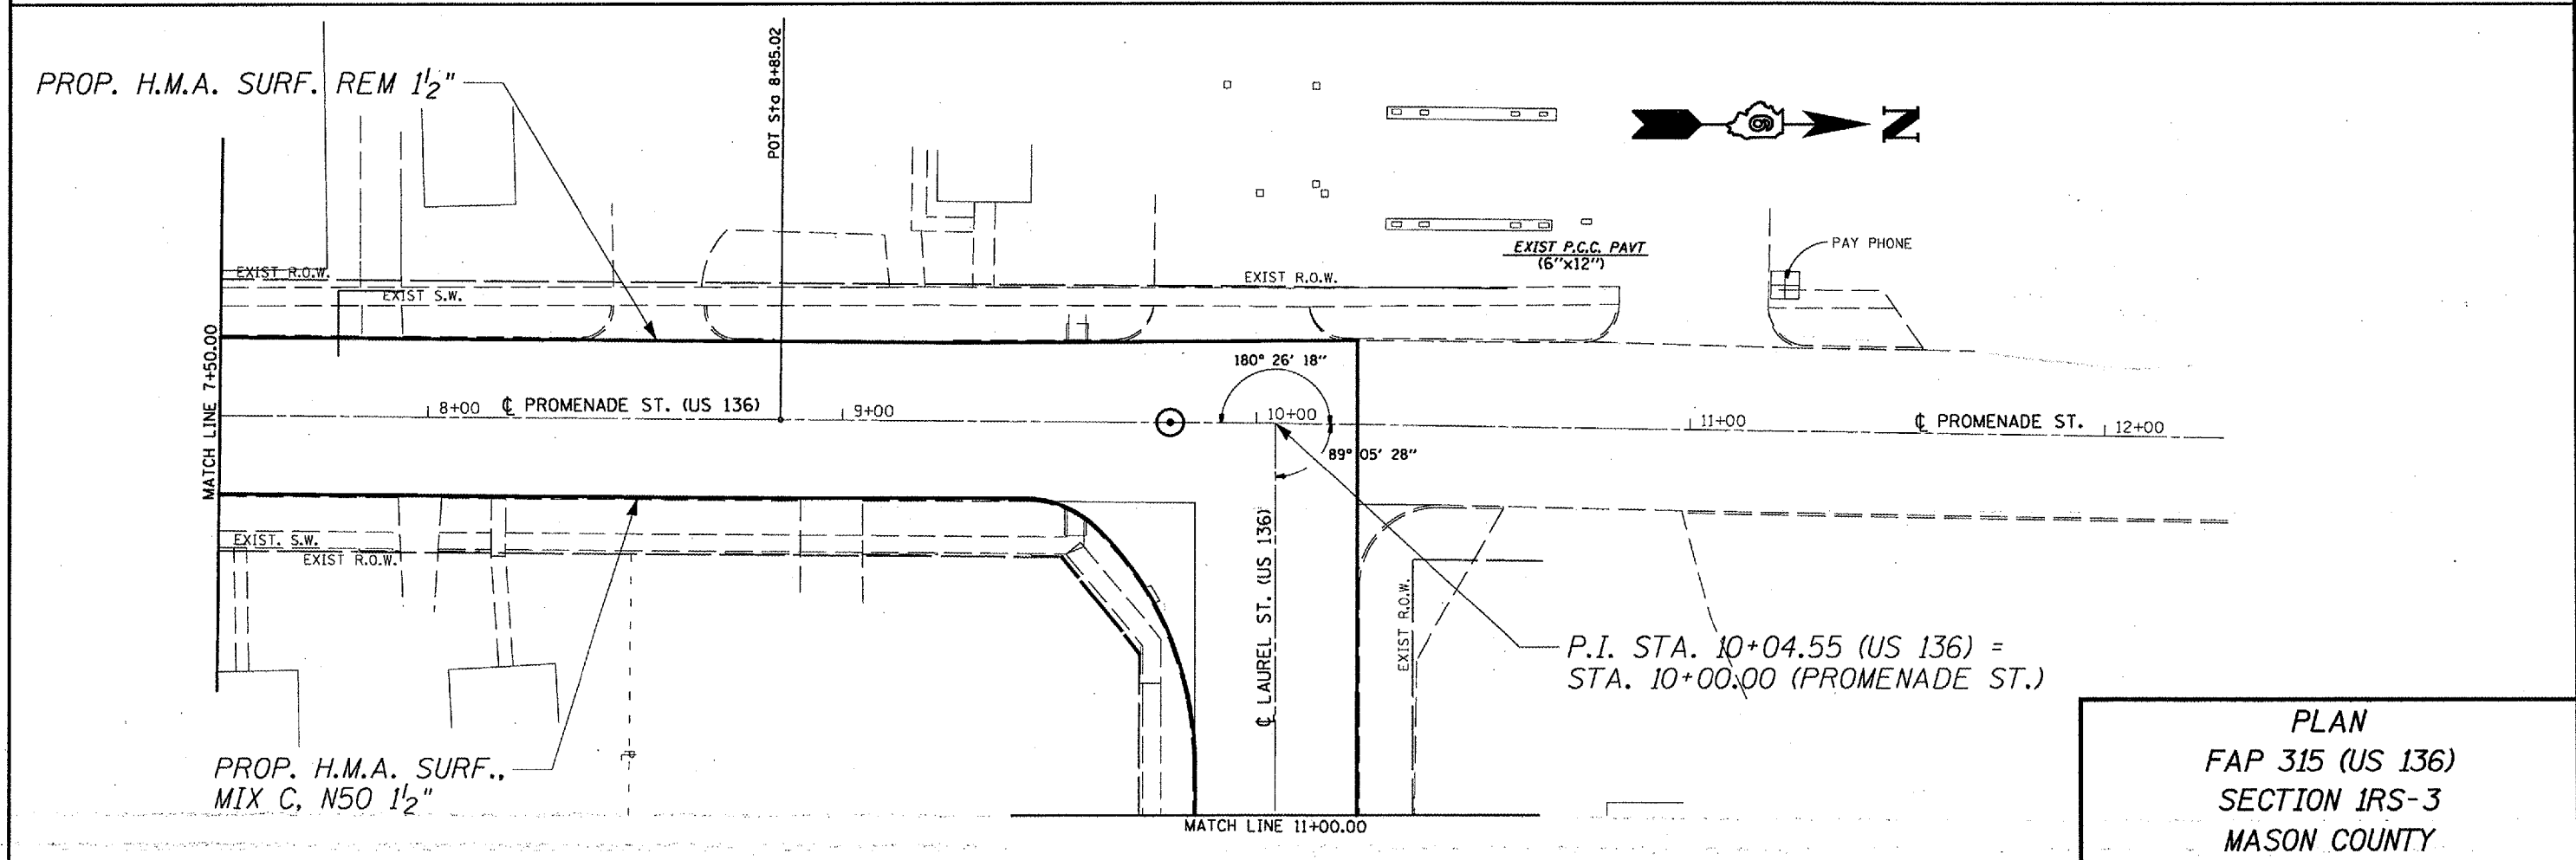 PROP. H.M.A. SURF. REM 1½"
POT Sta 8+85.02
N
EXIST P.C.C. PAVT
(6"x12")
PAY PHONE
EXIST R.O.W.
EXIST S.W.
EXIST R.O.W.
MATCH LINE 7+50.00
180° 26' 18"
8+00
℄ PROMENADE ST. (US 136)
9+00
10+00
11+00
℄ PROMENADE ST.
12+00
89° 05' 28"
EXIST. S.W.
EXIST R.O.W.
℄ LAUREL ST. (US 136)
EXIST R.O.W.
P.I. STA. 10+04.55 (US 136) =
STA. 10+00.00 (PROMENADE ST.)
PROP. H.M.A. SURF.,
MIX C, N50 1½"
MATCH LINE 11+00.00
PLAN
FAP 315 (US 136)
SECTION 1RS-3
MASON COUNTY